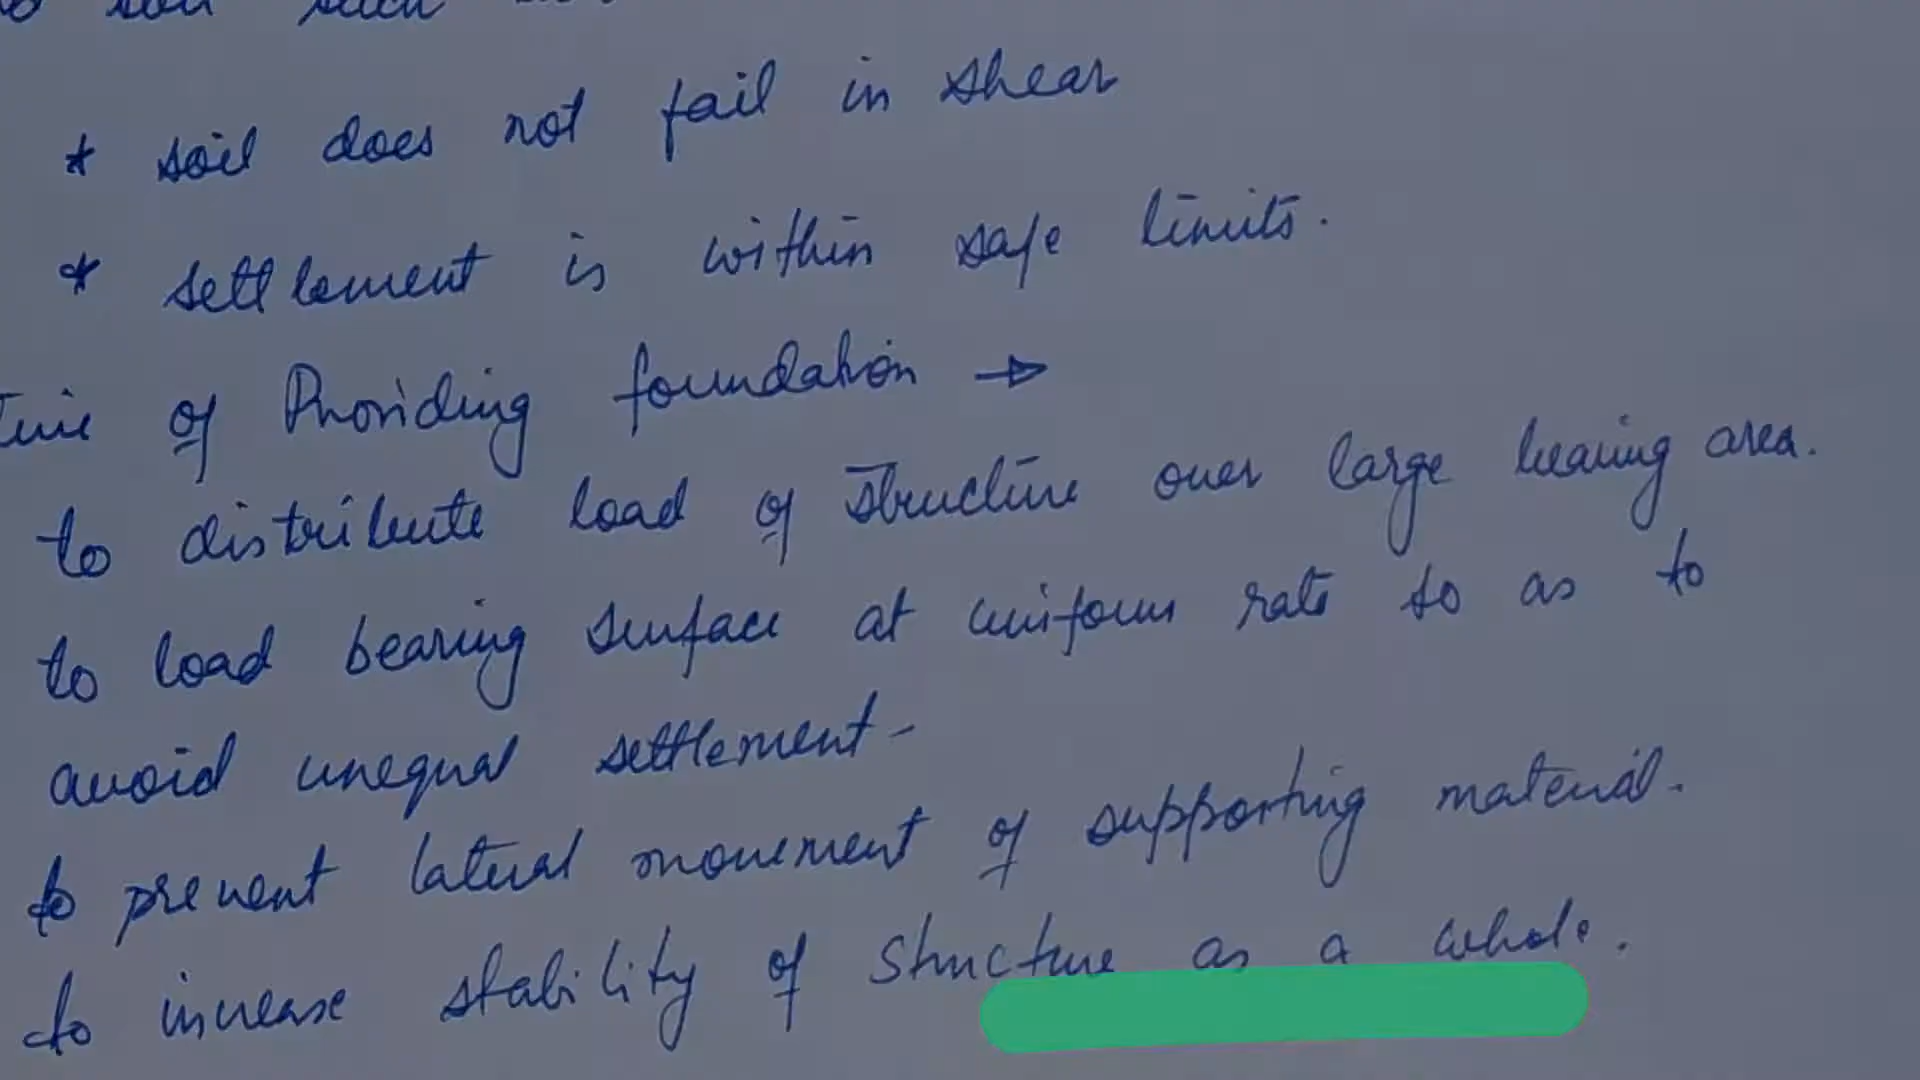 soil such
* soil does not fail in shear
* settlement is within safe limits.
of Providing foundation →
to distribute load of structure over large bearing area.
to load bearing surface at uniform rate so as to
avoid unequal settlement-
to prevent lateral movement of supporting material.
to increase stability of structure as a whole.